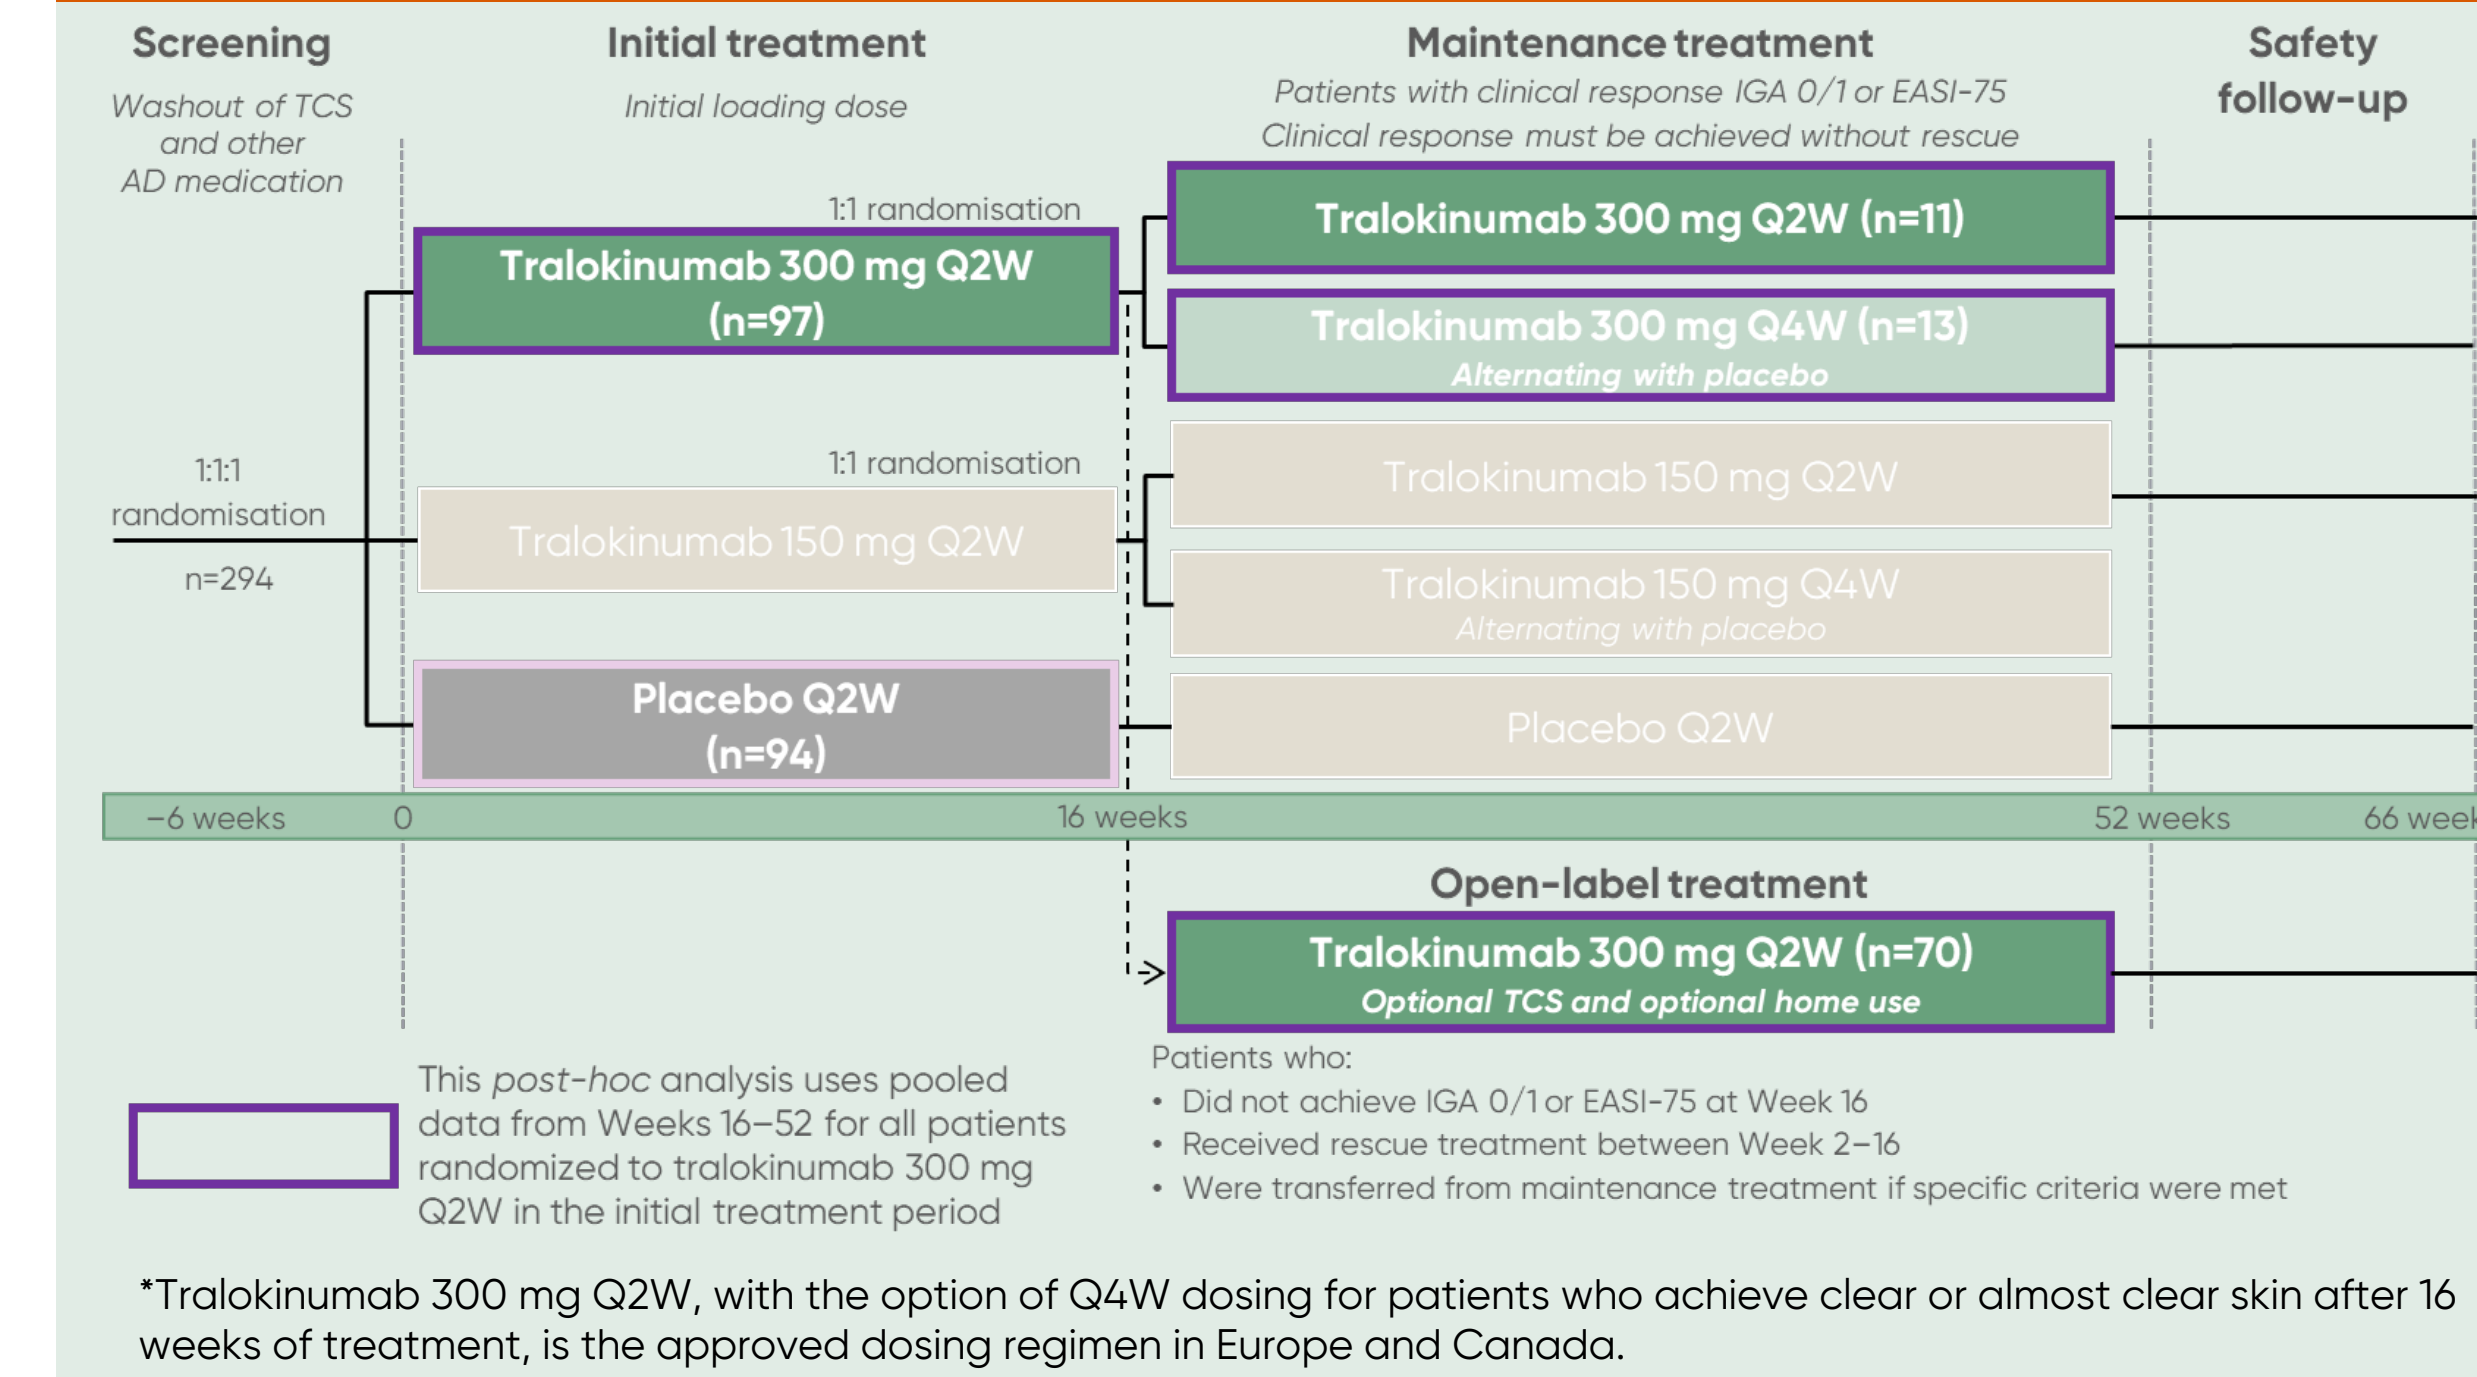 Screening
Washout of TCS
and other
AD medication
Initial treatment
Initial loading dose
Maintenance treatment
Patients with clinical response IGA 0/1 or EASI-75
Clinical response must be achieved without rescue
Safety
follow-up
1:1:1
randomisation
n=294
1:1 randomisation
Tralokinumab 300 mg Q2W
(n=97)
1:1 randomisation
Tralokinumab 150 mg Q2W
Placebo Q2W
(n=94)
Tralokinumab 300 mg Q2W (n=11)
Tralokinumab 300 mg Q4W (n=13)
Alternating with placebo
Tralokinumab 150 mg Q2W
Tralokinumab 150 mg Q4W
Alternating with placebo
Placebo Q2W
–6 weeks 0 16 weeks 52 weeks 66 week
Open-label treatment
Tralokinumab 300 mg Q2W (n=70)
Optional TCS and optional home use
Patients who:
• Did not achieve IGA 0/1 or EASI-75 at Week 16
• Received rescue treatment between Week 2–16
• Were transferred from maintenance treatment if specific criteria were met
This post-hoc analysis uses pooled
data from Weeks 16–52 for all patients
randomized to tralokinumab 300 mg
Q2W in the initial treatment period
*Tralokinumab 300 mg Q2W, with the option of Q4W dosing for patients who achieve clear or almost clear skin after 16
weeks of treatment, is the approved dosing regimen in Europe and Canada.